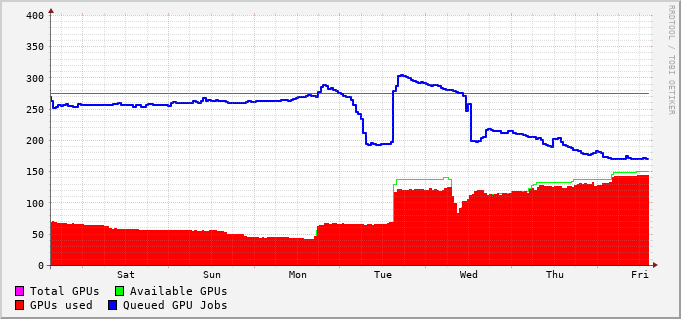 400
350
300
250
200
150
100
50
0
Sat Sun Mon Tue Wed Thu Fri
Total GPUs Available GPUs
GPUs used Queued GPU Jobs
RRDTOOL / TOBI OETIKER